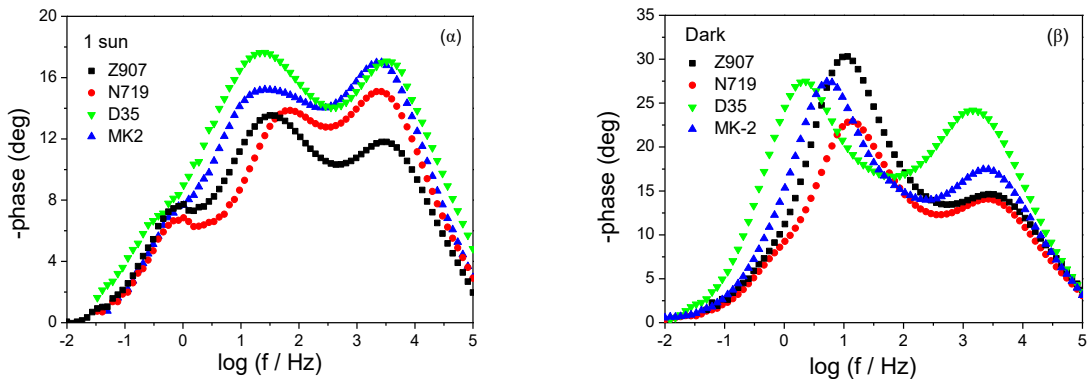 20
16
12
8
4
0
-phase (deg)
1 sun
Z907
N719
D35
MK2
(α)
-2 -1 0 1 2 3 4 5
log (f / Hz)
35
30
25
20
15
10
5
0
-phase (deg)
Dark
Z907
N719
D35
MK-2
(β)
-2 -1 0 1 2 3 4 5
log (f / Hz)